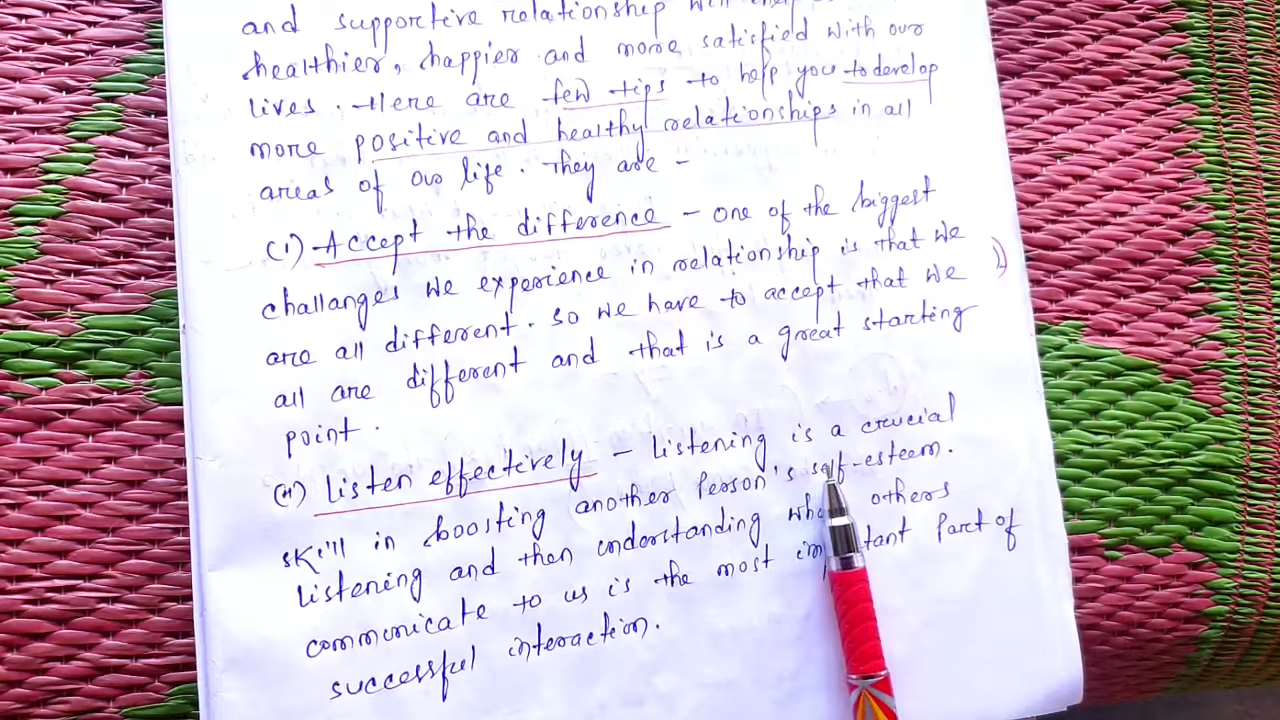 and supportive relationship will
healthier, happier and more satisfied with our
lives. Here are few tips to help you to develop
more positive and healthy relationships in all
areas of our life. They are -
(i) Accept the difference - one of the biggest
challanges we experience in relationship is that we
are all different. So we have to accept that we
all are different and that is a great starting
point.
(ii) Listen effectively - Listening is a crucial
skill in boosting another Person's self-esteem.
Listening and then understanding others
communicate to us is the most important Part of
successful interaction.